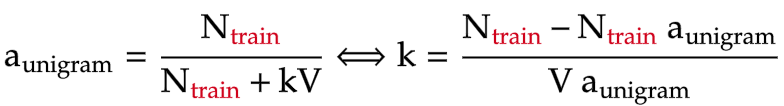 a_unigram = N_train / (N_train + kV) ⟺ k = (N_train − N_train a_unigram) / (V a_unigram)